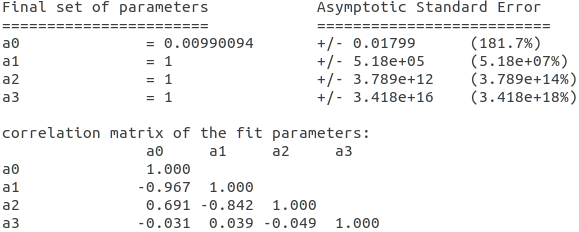 Final set of parameters            Asymptotic Standard Error
=======================            ==========================
a0              = 0.00990094       +/- 0.01799      (181.7%)
a1              = 1                +/- 5.18e+05     (5.18e+07%)
a2              = 1                +/- 3.789e+12    (3.789e+14%)
a3              = 1                +/- 3.418e+16    (3.418e+18%)
correlation matrix of the fit parameters:
                a0     a1     a2     a3
a0              1.000
a1             -0.967  1.000
a2              0.691 -0.842  1.000
a3             -0.031  0.039 -0.049  1.000